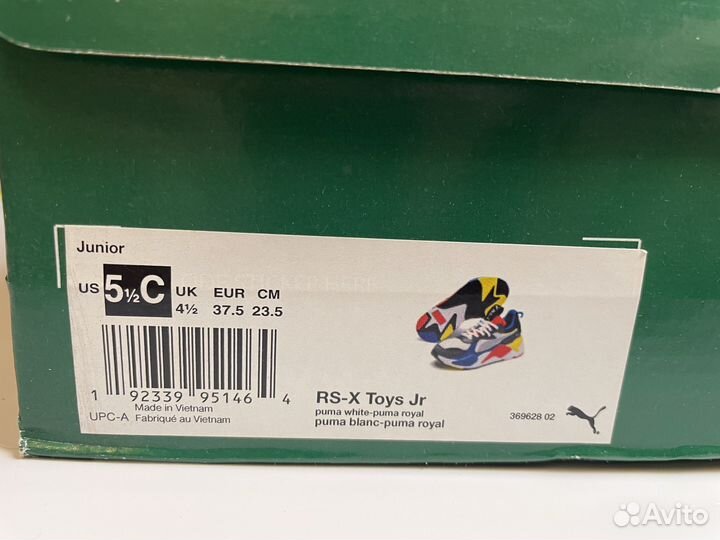 Junior
US 5½C UK EUR CM
4½ 37.5 23.5
1 92339 95146 4
UPC-A Made in Vietnam
Fabriqué au Vietnam
RS-X Toys Jr
puma white-puma royal
puma blanc-puma royal
369628 02
Avito